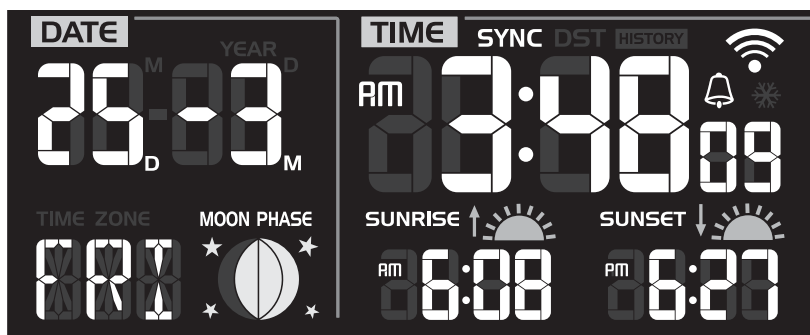 DATE
YEAR
M D
25-3
D M
TIME ZONE
FRI
MOON PHASE
TIME SYNC DST HISTORY
AM 3:48 09
SUNRISE
AM 6:08
SUNSET
PM 6:27